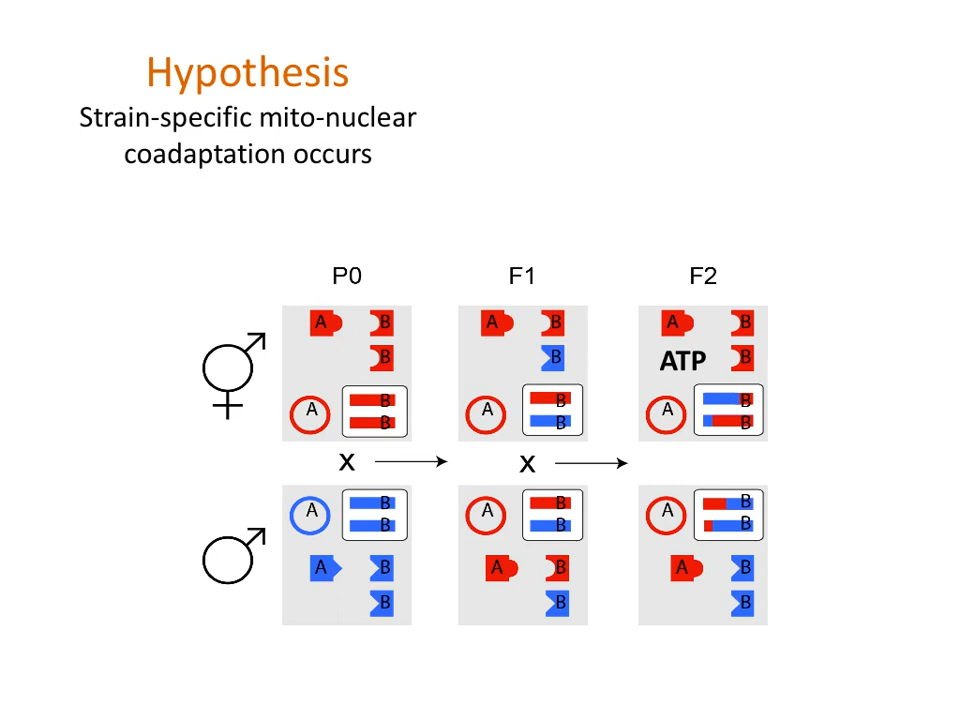 Hypothesis
Strain-specific mito-nuclear
coadaptation occurs
P0 F1 F2
A B A B A B
B B ATP B
A B A B A B
B B B
x x
A B A B A B
B B B
A B A B A B
B B B